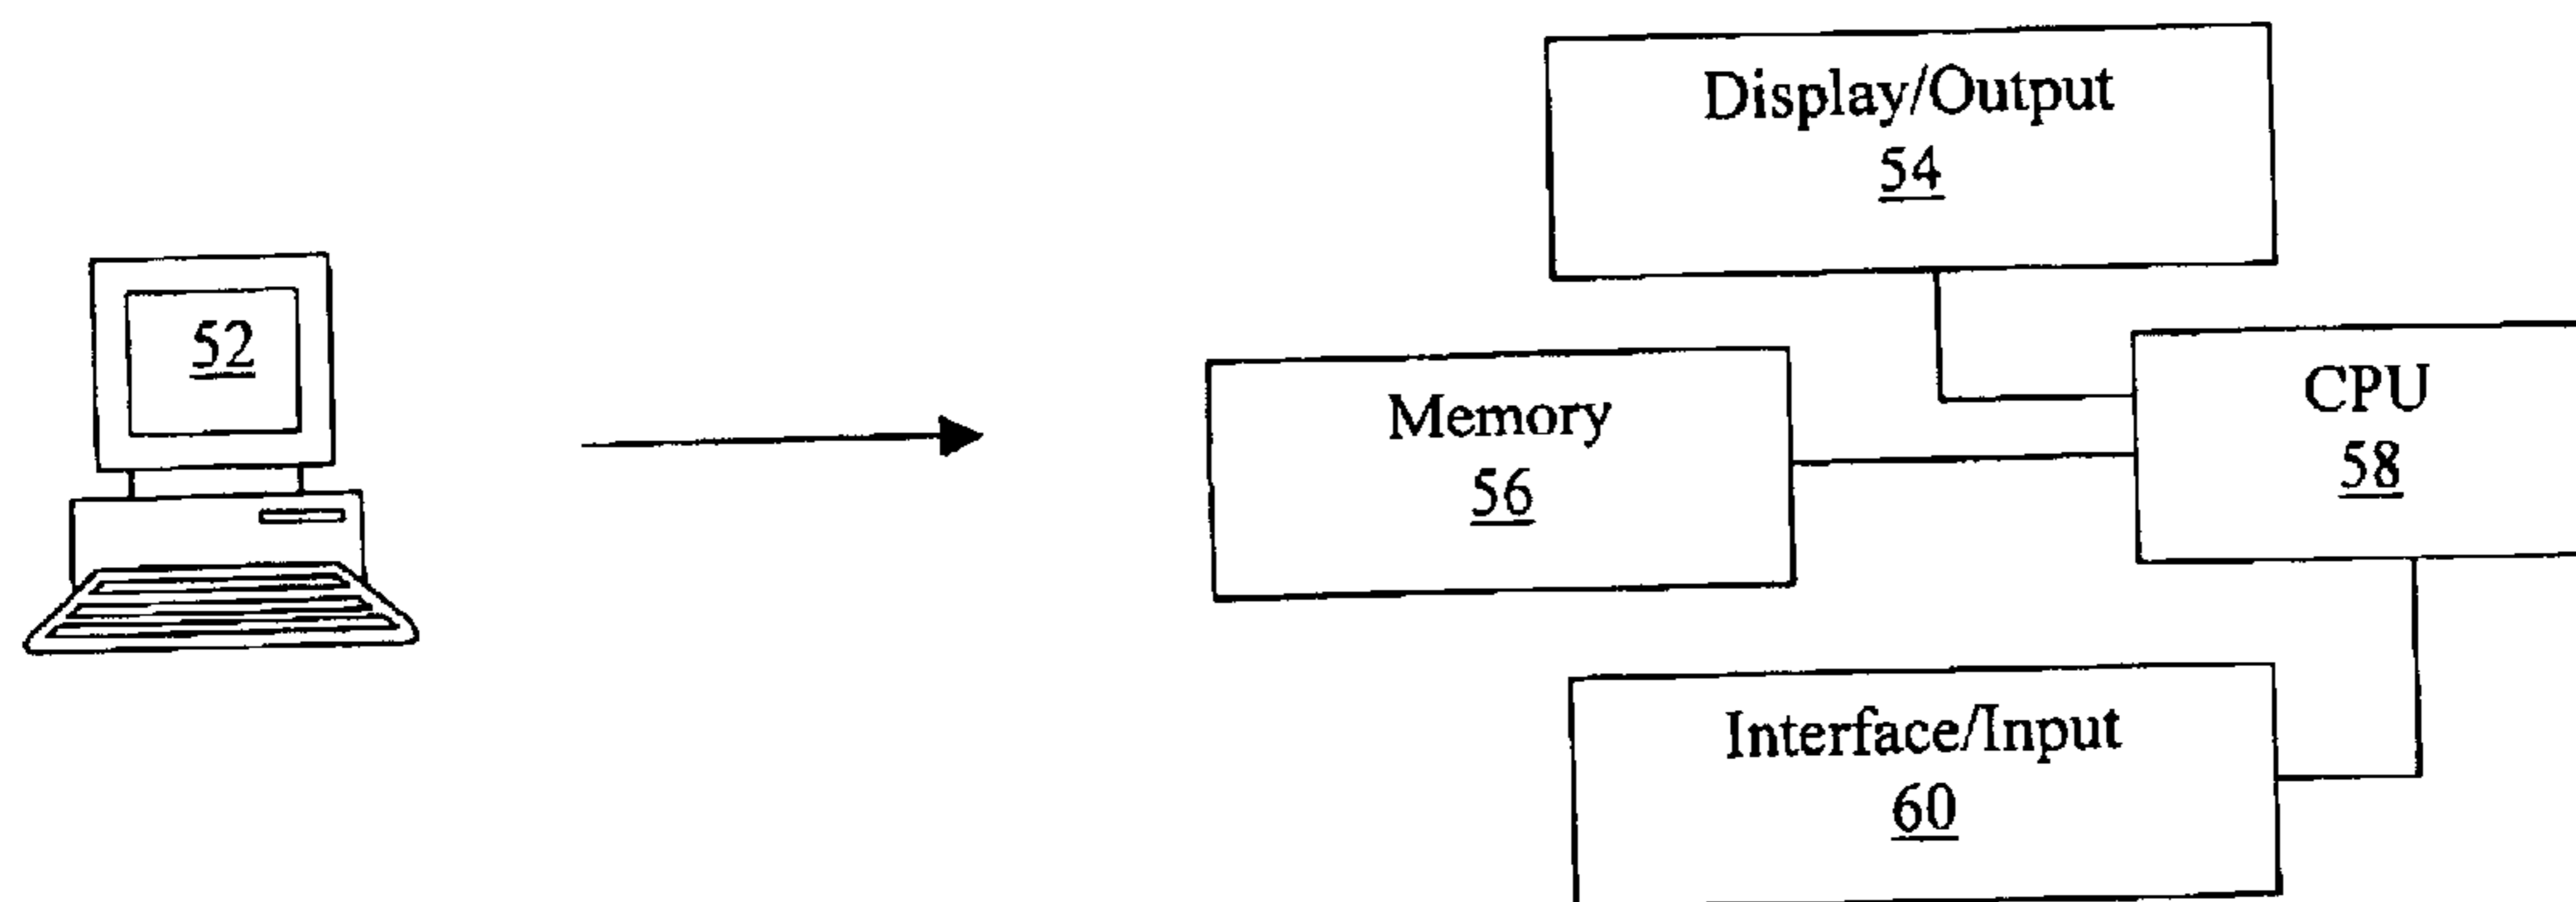 Display/Output
54
52
Memory
56
CPU
58
Interface/Input
60